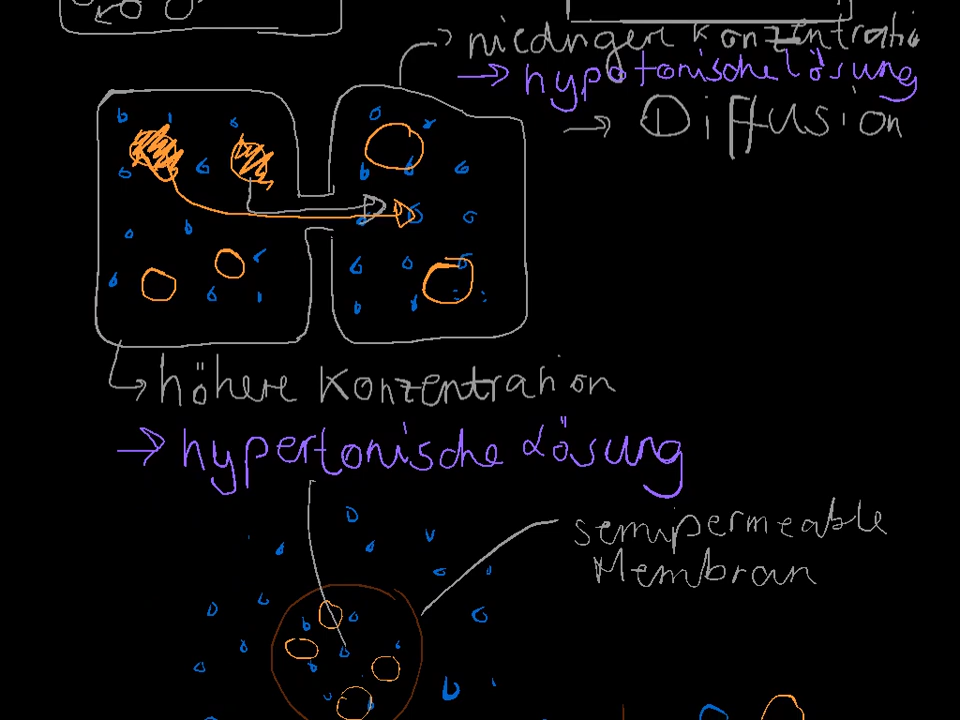 niedrigere Konzentratio
→ hypotonische Lösung
→ Diffusion
höhere Konzentration
→ hypertonische Lösung
semipermeable
Membran